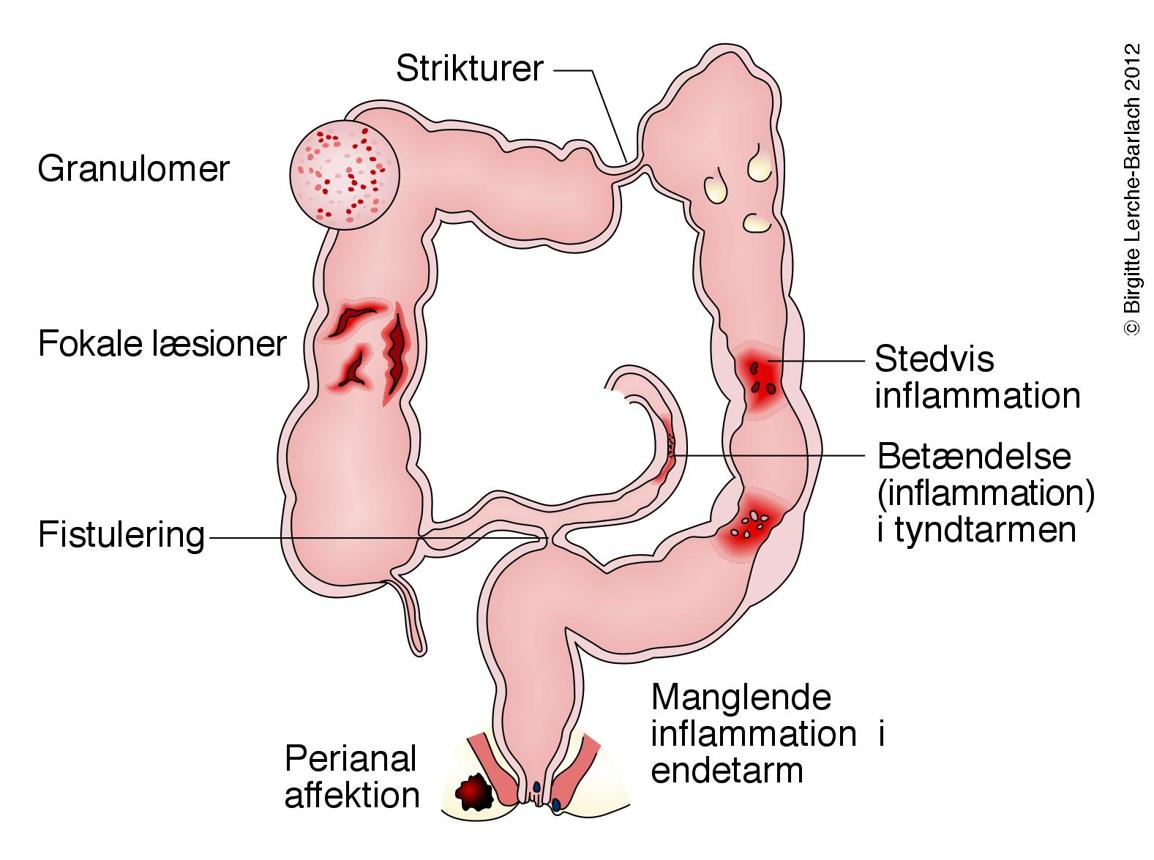 Strikturer
Granulomer
Fokale læsioner
Fistulering
Perianal
affektion
Manglende
inflammation i
endetarm
Stedvis
inflammation
Betændelse
(inflammation)
i tyndtarmen
© Birgitte Lerche-Barlach 2012